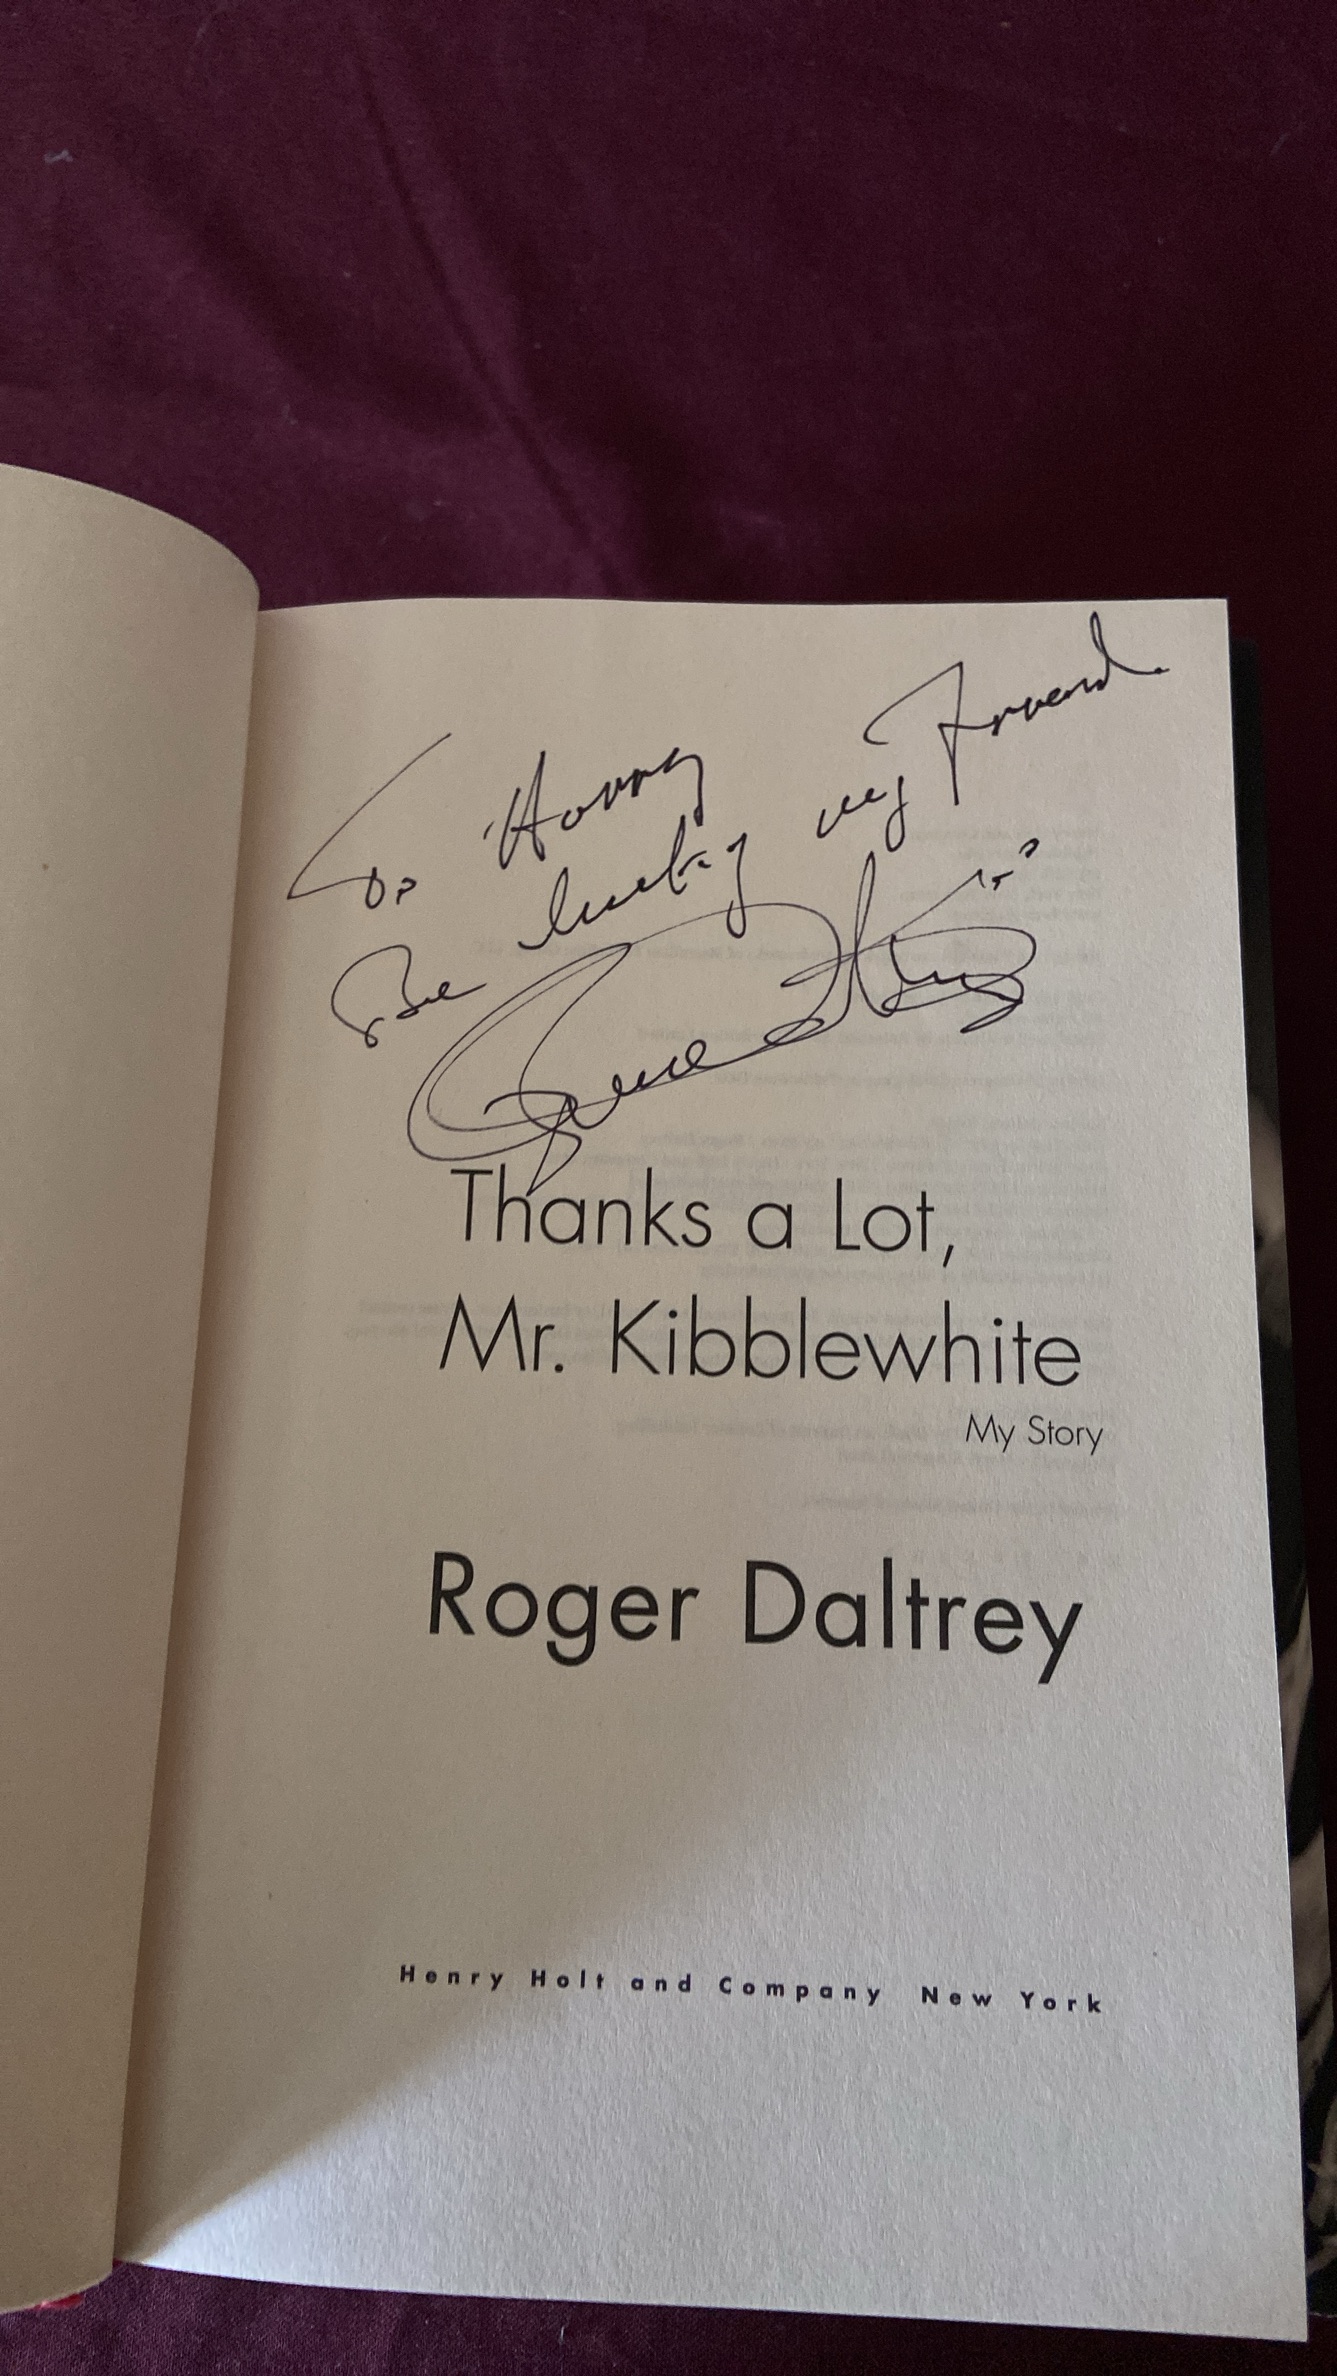 To Harry
Be lucky my Friend.
Thanks a Lot,
Mr. Kibblewhite
My Story
Roger Daltrey
Henry Holt and Company New York